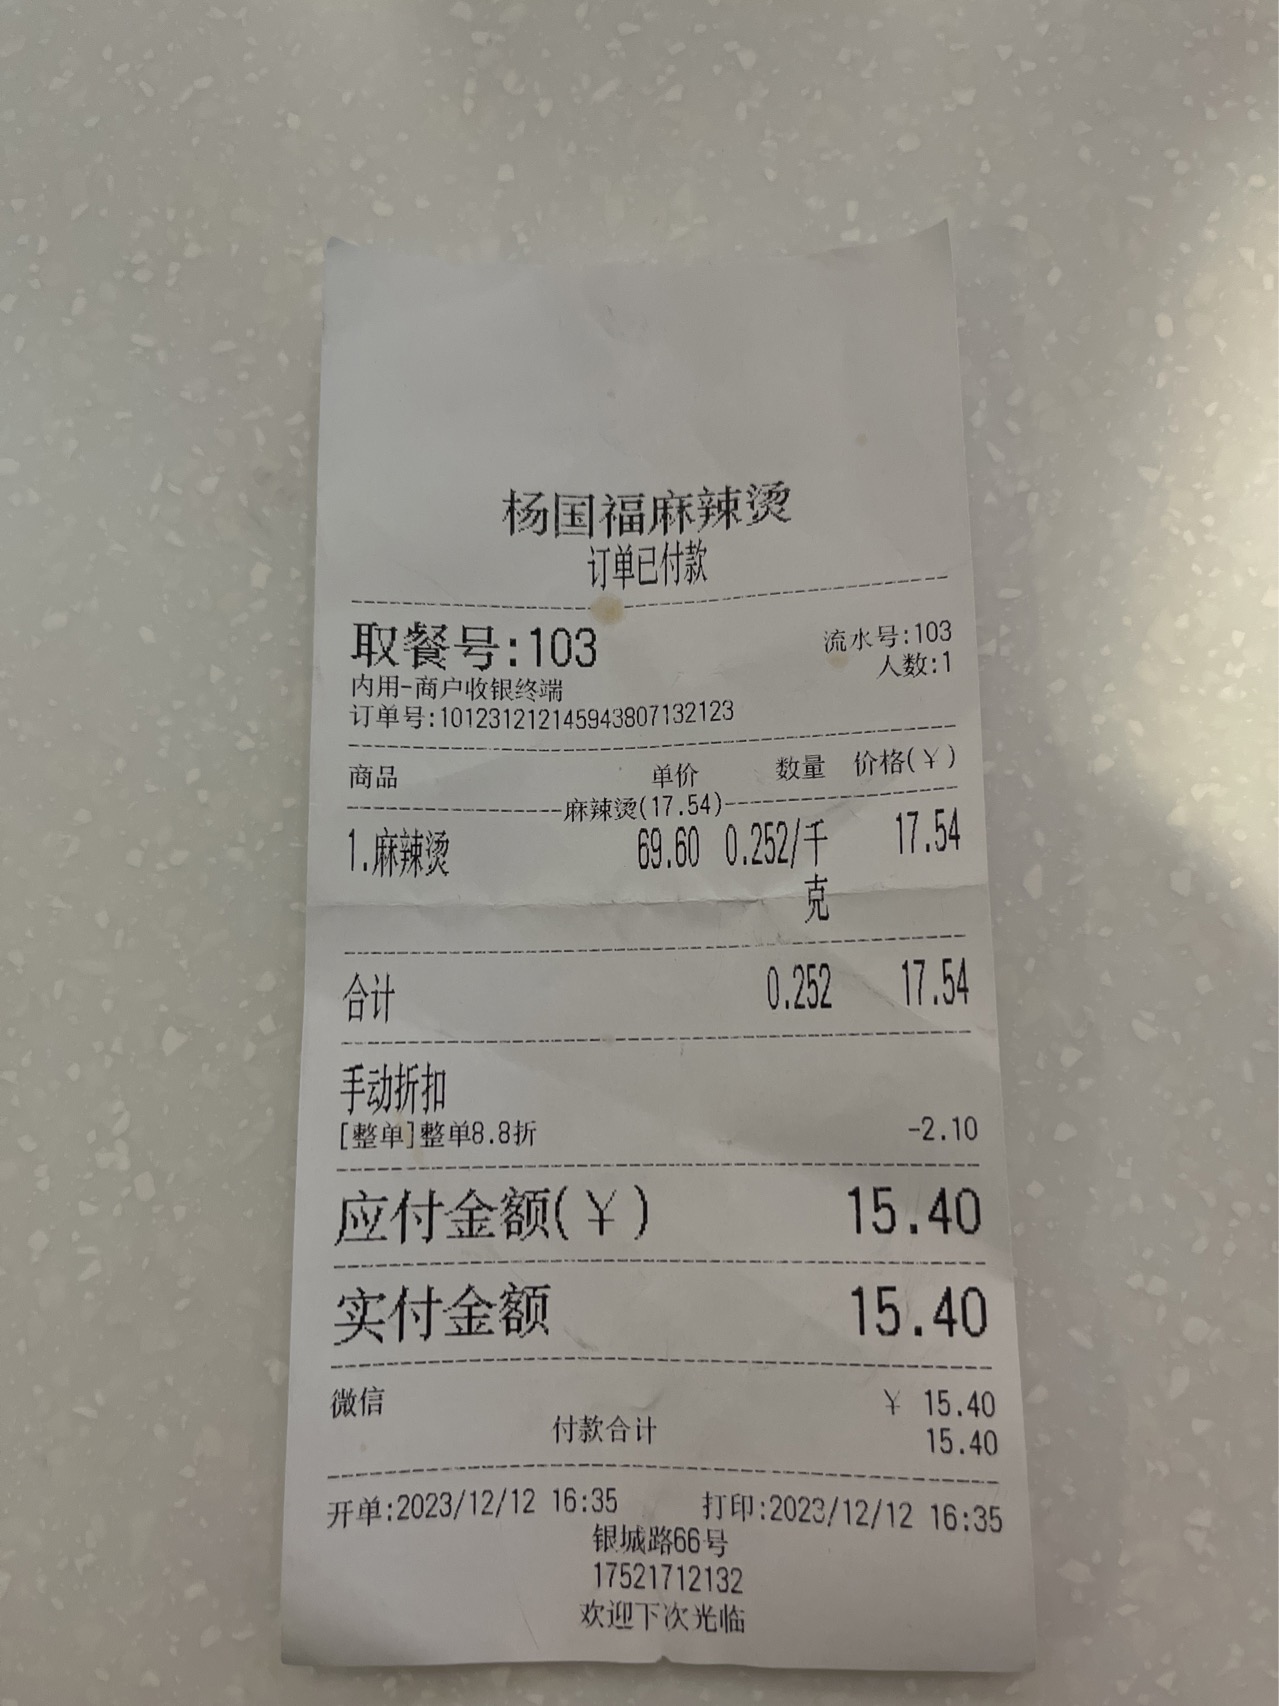 杨国福麻辣烫
订单已付款
取餐号:103 流水号:103
人数:1
内用-商户收银终端
订单号:101231212145943807132123
商品 单价 数量 价格(¥)
麻辣烫(17.54)
1.麻辣烫 69.60 0.252/千 17.54
克
合计 0.252 17.54
手动折扣
[整单]整单8.8折 -2.10
应付金额(¥) 15.40
实付金额 15.40
微信 ¥ 15.40
付款合计 15.40
开单:2023/12/12 16:35 打印:2023/12/12 16:35
银城路66号
17521712132
欢迎下次光临